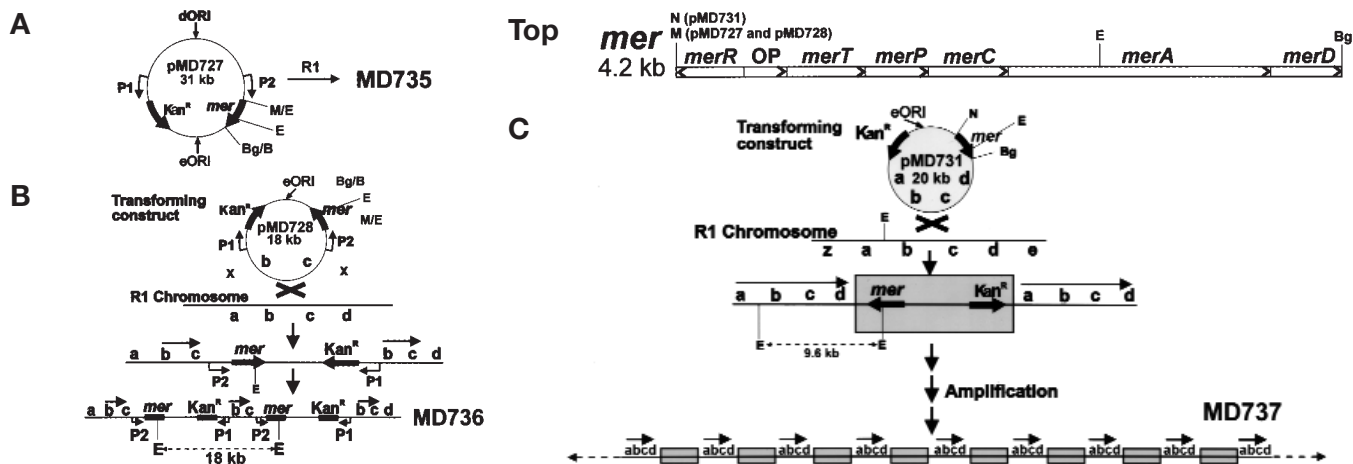 A
dORI
pMD727
31 kb
P1
P2
R1
MD735
Kan^R
mer
M/E
E
Bg/B
eORI
Top
mer
4.2 kb
N (pMD731)
M (pMD727 and pMD728)
E
Bg
merR OP merT merP merC merA merD
B
Transforming
construct
eORI
Bg/B
E
M/E
Kan^R
mer
pMD728
18 kb
P1
P2
b c
x x
R1 Chromosome
a b c d
a b c mer Kan^R b c d
P2 P1
E
a b c mer Kan^R b c mer Kan^R b c d
P2 P1 P2 P1
MD736
E E
18 kb
C
Transforming
construct
eORI
N
Kan^R
mer
E
Bg
pMD731
a 20 kb d
b c
R1 Chromosome
E
z a b c d e
a b c d mer Kan^R a b c d
E E
9.6 kb
Amplification
MD737
abcd abcd abcd abcd abcd abcd abcd abcd